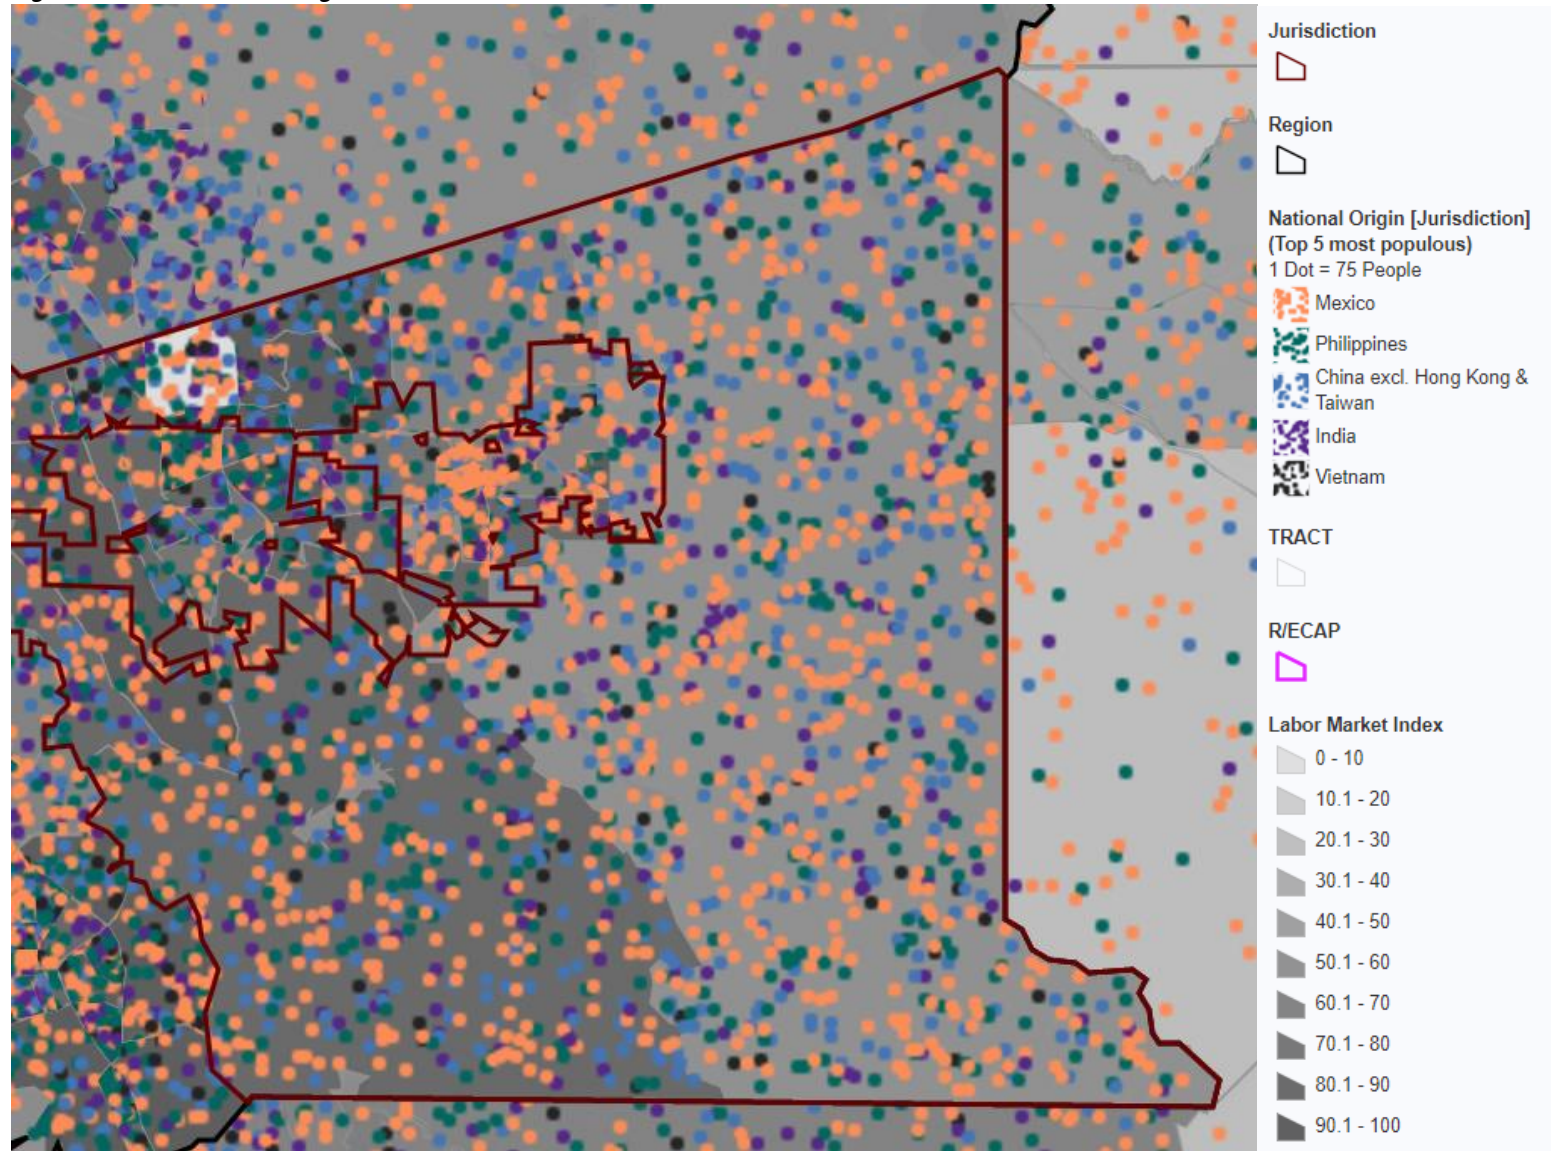 Jurisdiction
Region
National Origin [Jurisdiction]
(Top 5 most populous)
1 Dot = 75 People
Mexico
Philippines
China excl. Hong Kong &
Taiwan
India
Vietnam
TRACT
R/ECAP
Labor Market Index
0 - 10
10.1 - 20
20.1 - 30
30.1 - 40
40.1 - 50
50.1 - 60
60.1 - 70
70.1 - 80
80.1 - 90
90.1 - 100